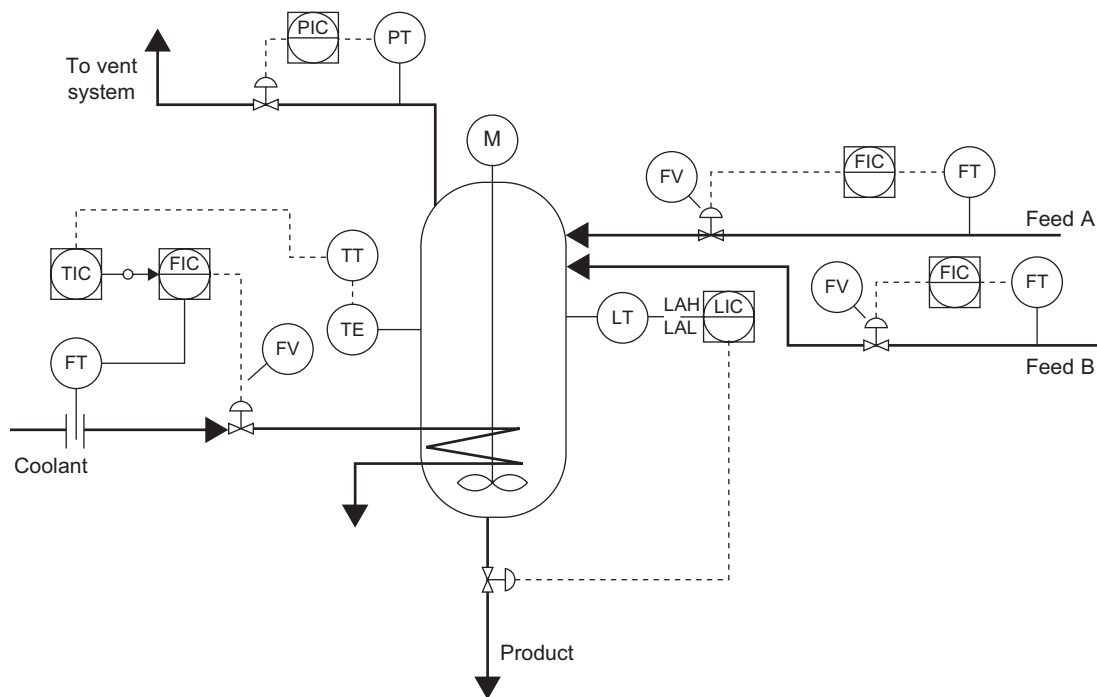 PIC
PT
To vent
system
M
FV
FIC
FT
Feed A
TIC
FIC
TT
FV
FIC
FT
TE
LT
LAH
LAL
LIC
FT
FV
Feed B
Coolant
Product